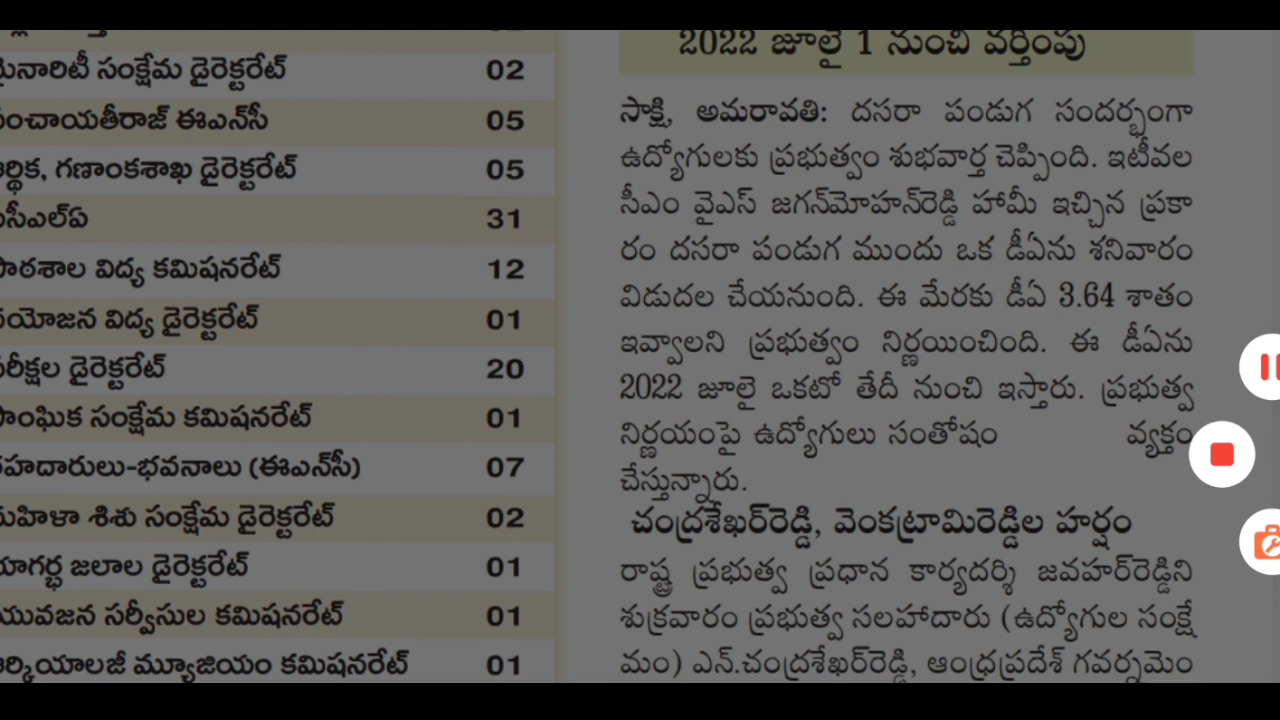 మైనారిటీ సంక్షేమ డైరెక్టరేట్ 02
పంచాయతీరాజ్ ఈఎన్‌సీ 05
ఆర్థిక, గణాంకశాఖ డైరెక్టరేట్ 05
31
పాఠశాల విద్య కమిషనరేట్ 12
విద్య డైరెక్టరేట్ 01
పరీక్షల డైరెక్టరేట్ 20
సాంఘిక సంక్షేమ కమిషనరేట్ 01
రహదారులు-భవనాలు (ఈఎన్‌సీ) 07
మహిళా శిశు సంక్షేమ డైరెక్టరేట్ 02
జలాల డైరెక్టరేట్ 01
యువజన సర్వీసుల కమిషనరేట్ 01
ఆర్కియాలజీ మ్యూజియం కమిషనరేట్ 01
2022 జూలై 1 నుంచి వర్తింపు
సాక్షి, అమరావతి: దసరా పండుగ సందర్భంగా
ఉద్యోగులకు ప్రభుత్వం శుభవార్త చెప్పింది. ఇటీవల
సీఎం వైఎస్ జగన్‌మోహన్‌రెడ్డి హామీ ఇచ్చిన ప్రకా
రం దసరా పండుగ ముందు ఒక డీఏను శనివారం
విడుదల చేయనుంది. ఈ మేరకు డీఏ 3.64 శాతం
ఇవ్వాలని ప్రభుత్వం నిర్ణయించింది. ఈ డీఏను
2022 జూలై ఒకటో తేదీ నుంచి ఇస్తారు. ప్రభుత్వ
నిర్ణయంపై ఉద్యోగులు సంతోషం వ్యక్తం
చేస్తున్నారు.
చంద్రశేఖర్‌రెడ్డి, వెంకట్రామిరెడ్డిల హర్షం
రాష్ట్ర ప్రభుత్వ ప్రధాన కార్యదర్శి జవహర్‌రెడ్డిని
శుక్రవారం ప్రభుత్వ సలహాదారు (ఉద్యోగుల సంక్షే
మం) ఎన్.చంద్రశేఖర్‌రెడ్డి, ఆంధ్రప్రదేశ్ గవర్నమెం